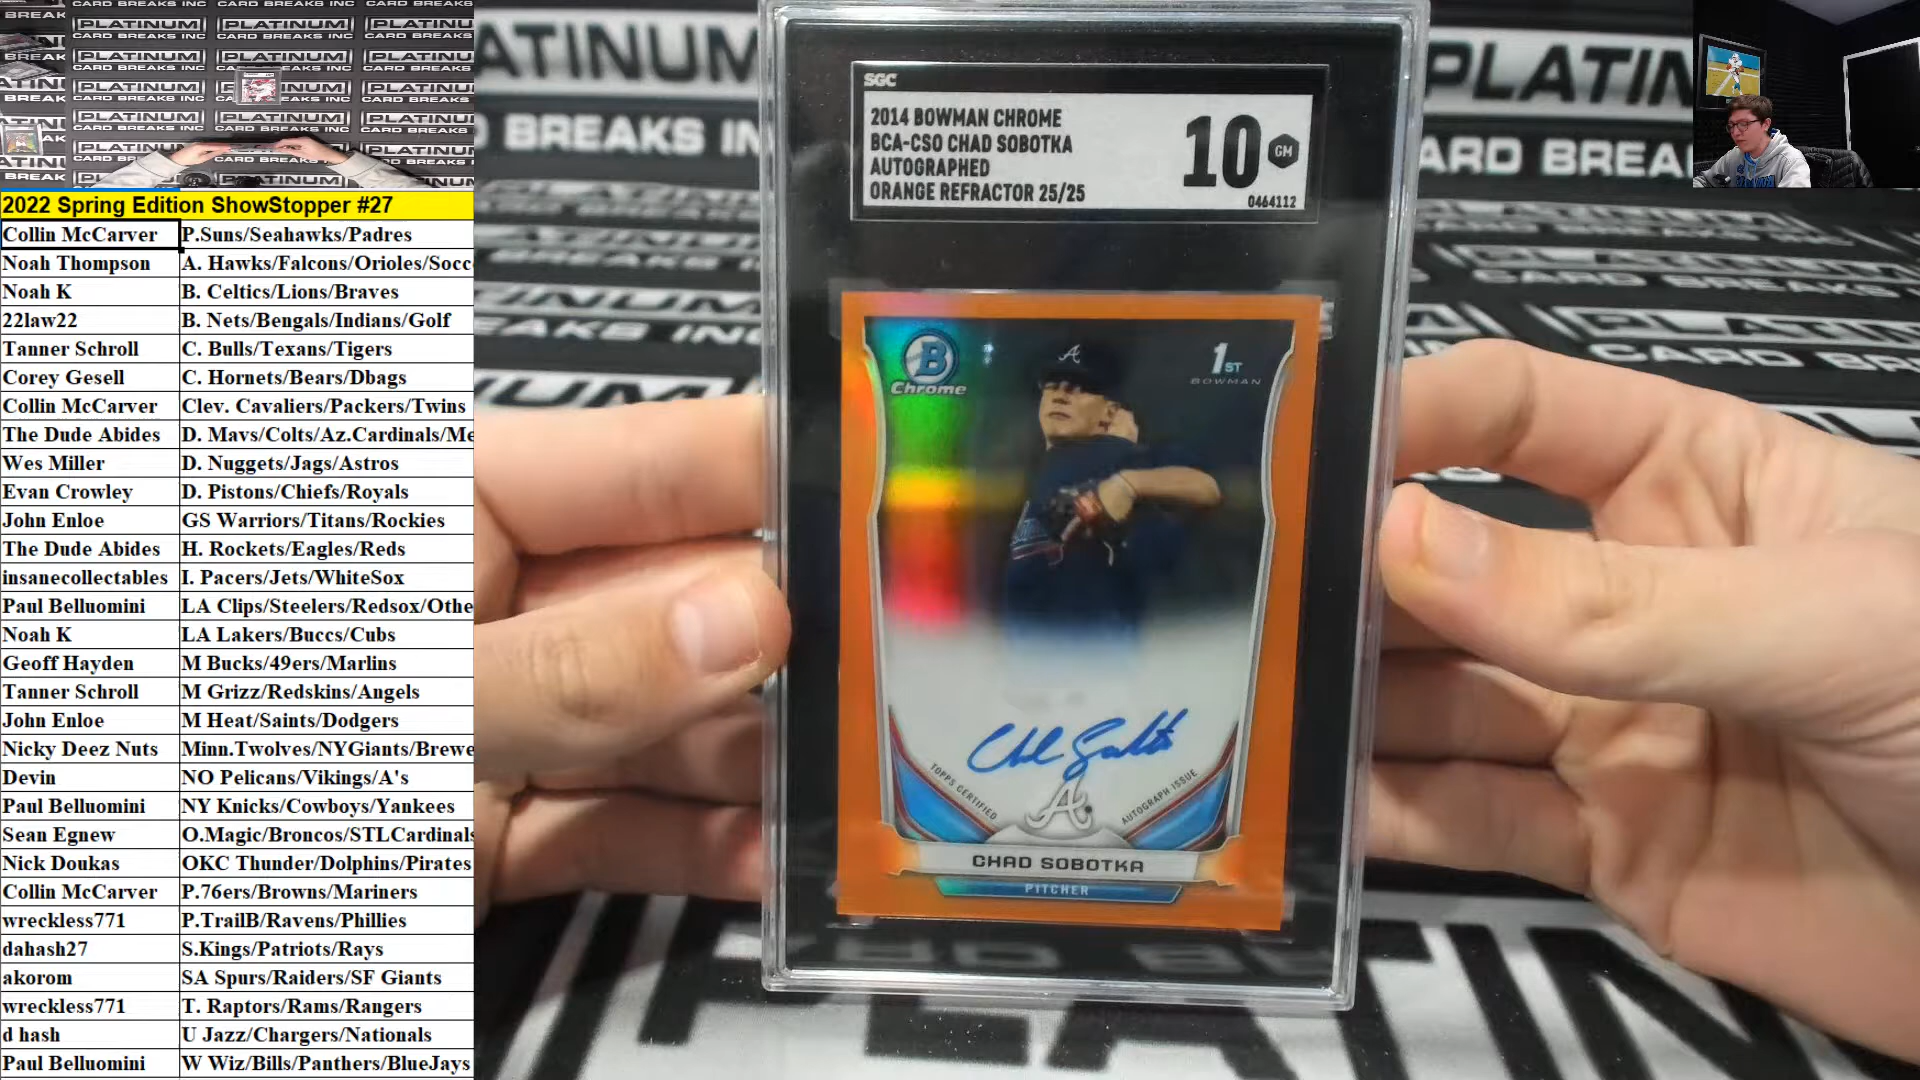 2022 Spring Edition ShowStopper #27
Collin McCarver P.Suns/Seahawks/Padres
Noah Thompson A. Hawks/Falcons/Orioles/Socc
Noah K B. Celtics/Lions/Braves
22law22 B. Nets/Bengals/Indians/Golf
Tanner Schroll C. Bulls/Texans/Tigers
Corey Gesell C. Hornets/Bears/Dbags
Collin McCarver Clev. Cavaliers/Packers/Twins
The Dude Abides D. Mavs/Colts/Az.Cardinals/Me
Wes Miller D. Nuggets/Jags/Astros
Evan Crowley D. Pistons/Chiefs/Royals
John Enloe GS Warriors/Titans/Rockies
The Dude Abides H. Rockets/Eagles/Reds
insanecollectables I. Pacers/Jets/WhiteSox
Paul Belluomini LA Clips/Steelers/Redsox/Othe
Noah K LA Lakers/Buccs/Cubs
Geoff Hayden M Bucks/49ers/Marlins
Tanner Schroll M Grizz/Redskins/Angels
John Enloe M Heat/Saints/Dodgers
Nicky Deez Nuts Minn.Twolves/NYGiants/Brewe
Devin NO Pelicans/Vikings/A's
Paul Belluomini NY Knicks/Cowboys/Yankees
Sean Egnew O.Magic/Broncos/STLCardinals
Nick Doukas OKC Thunder/Dolphins/Pirates
Collin McCarver P.76ers/Browns/Mariners
wreckless771 P.TrailB/Ravens/Phillies
dahash27 S.Kings/Patriots/Rays
akorom SA Spurs/Raiders/SF Giants
wreckless771 T. Raptors/Rams/Rangers
d hash U Jazz/Chargers/Nationals
Paul Belluomini W Wiz/Bills/Panthers/BlueJays
SGC
2014 BOWMAN CHROME
BCA-CSO CHAD SOBOTKA
AUTOGRAPHED
ORANGE REFRACTOR 25/25
10 GM
0464112
B
Chrome
A
1ST
BOWMAN
Chad Sobotka
TOPPS CERTIFIED
AUTOGRAPH ISSUE
A
CHAD SOBOTKA
PITCHER
PLATINUM
CARD BREAKS INC